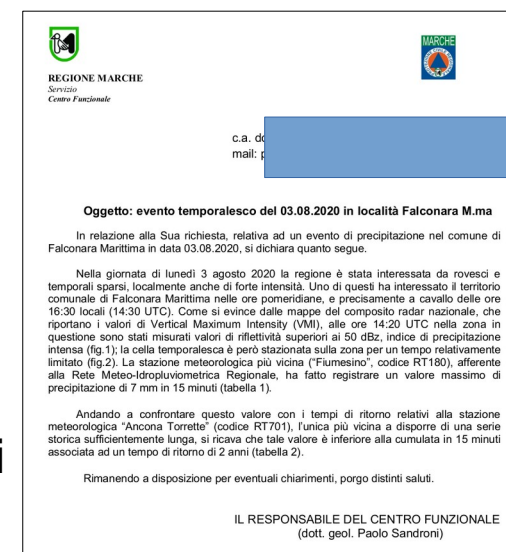 MARCHE
REGIONE MARCHE
Servizio
Centro Funzionale
c.a.
mail:
Oggetto: evento temporalesco del 03.08.2020 in località Falconara M.ma
In relazione alla Sua richiesta, relativa ad un evento di precipitazione nel comune di
Falconara Marittima in data 03.08.2020, si dichiara quanto segue.
Nella giornata di lunedì 3 agosto 2020 la regione è stata interessata da rovesci e
temporali sparsi, localmente anche di forte intensità. Uno di questi ha interessato il territorio
comunale di Falconara Marittima nelle ore pomeridiane, e precisamente a cavallo delle ore
16:30 locali (14:30 UTC). Come si evince dalle mappe del composito radar nazionale, che
riportano i valori di Vertical Maximum Intensity (VMI), alle ore 14:20 UTC nella zona in
questione sono stati misurati valori di riflettività superiori ai 50 dBz, indice di precipitazione
intensa (fig.1); la cella temporalesca è però stazionata sulla zona per un tempo relativamente
limitato (fig.2). La stazione meteorologica più vicina ("Fiumesino", codice RT180), afferente
alla Rete Meteo-Idropluviometrica Regionale, ha fatto registrare un valore massimo di
precipitazione di 7 mm in 15 minuti (tabella 1).
Andando a confrontare questo valore con i tempi di ritorno relativi alla stazione
meteorologica "Ancona Torrette" (codice RT701), l'unica più vicina a disporre di una serie
storica sufficientemente lunga, si ricava che tale valore è inferiore alla cumulata in 15 minuti
associata ad un tempo di ritorno di 2 anni (tabella 2).
i
Rimanendo a disposizione per eventuali chiarimenti, porgo distinti saluti.
IL RESPONSABILE DEL CENTRO FUNZIONALE
(dott. geol. Paolo Sandroni)